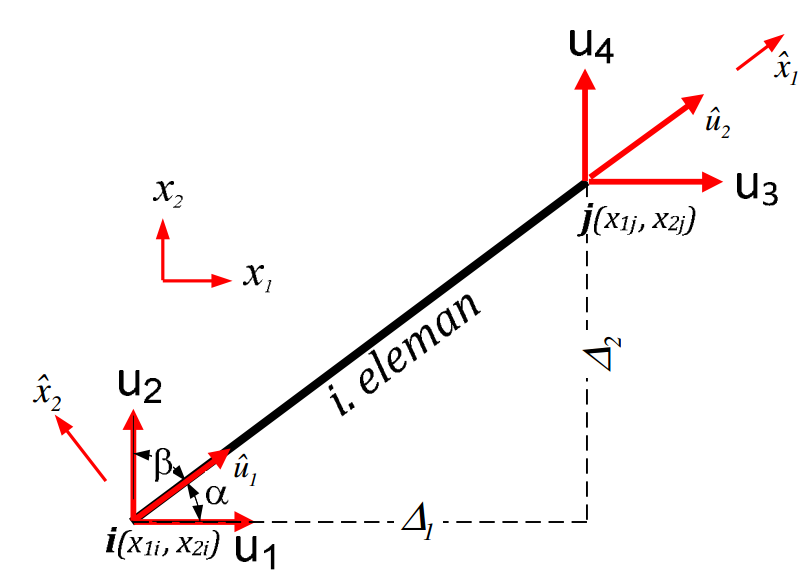 u₄
x̂₁
û₂
u₃
x₂
j(x₁ⱼ, x₂ⱼ)
x₁
i. eleman
Δ₂
x̂₂
u₂
β
û₁
α
Δ₁
i(x₁ᵢ, x₂ᵢ)
u₁